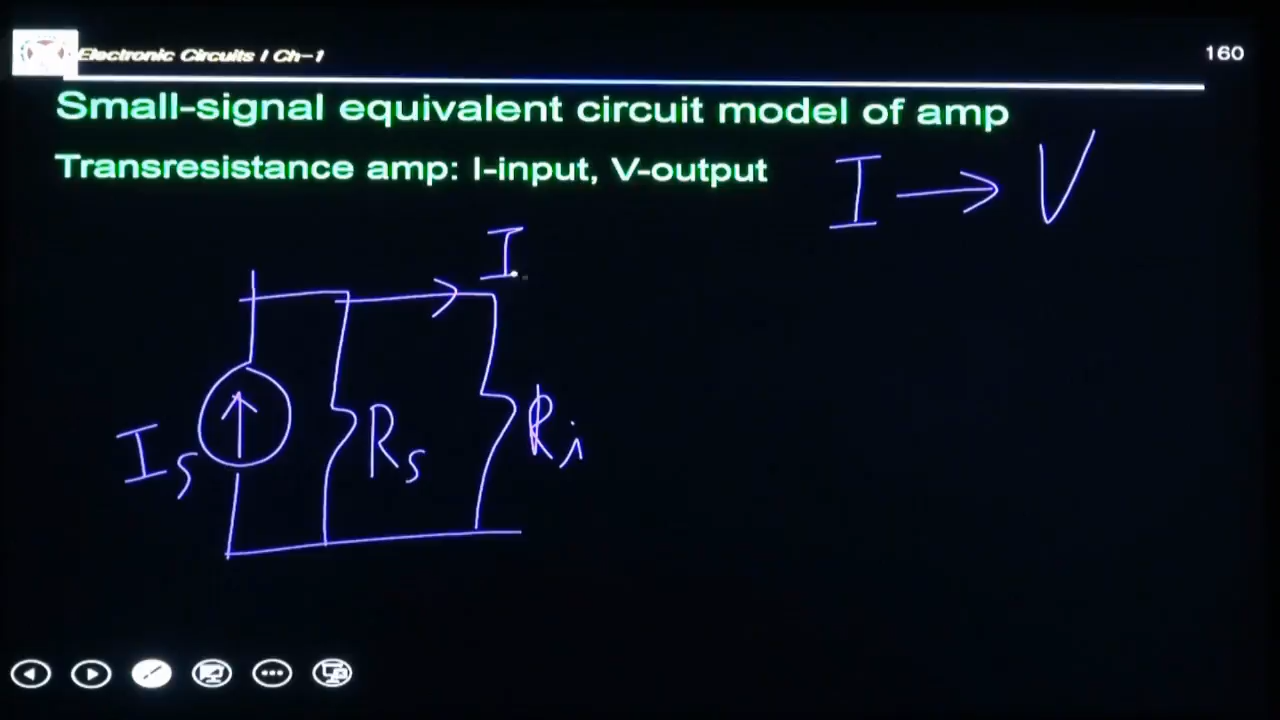 Electronic Circuits I Ch-1
160
Small-signal equivalent circuit model of amp
Transresistance amp: I-input, V-output
I → V
I
Is
Rs
Ri